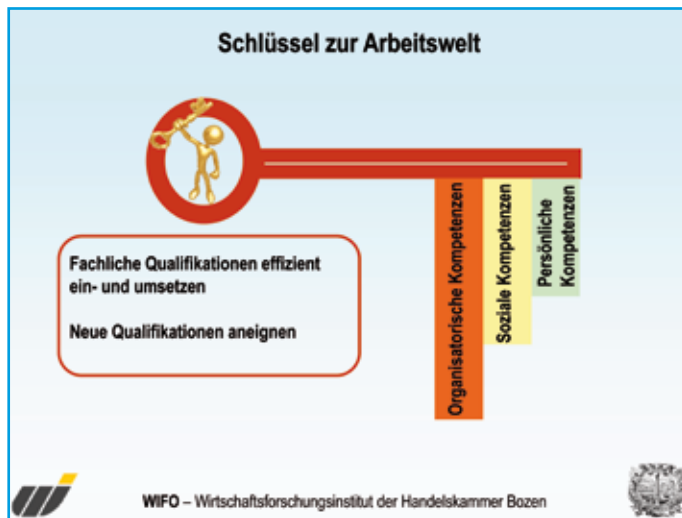 Schlüssel zur Arbeitswelt
Fachliche Qualifikationen effizient
ein- und umsetzen
Neue Qualifikationen aneignen
Organisatorische Kompetenzen
Soziale Kompetenzen
Persönliche
Kompetenzen
WIFO – Wirtschaftsforschungsinstitut der Handelskammer Bozen